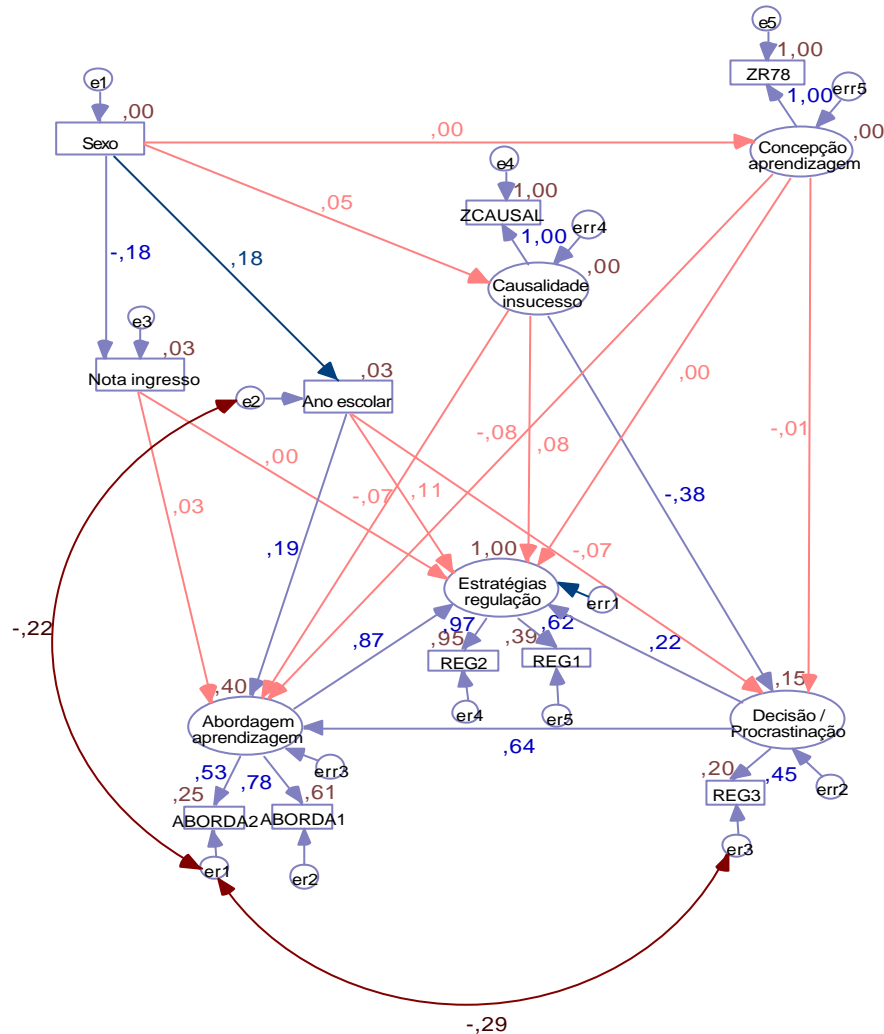 e5
1,00
ZR78
e1
,00
1,00
err5
Sexo
,00
Concepção
aprendizagem
,00
e4
1,00
ZCAUSAL
,05
1,00
err4
-,18
,18
,00
Causalidade
insucesso
e3
,03
Nota ingresso
,03
e2
Ano escolar
,00
-,08
,08
-,01
,00
-,07
,11
-,38
,03
,19
-,07
1,00
Estratégias
regulação
err1
-,22
,97
,62
,87
,95
,39
,22
REG2
REG1
,15
,40
er4
er5
Abordagem
aprendizagem
Decisão /
Procrastinação
,64
err3
,53
,78
,20
,45
err2
,25
,61
REG3
ABORDA2
ABORDA1
er3
er1
er2
-,29